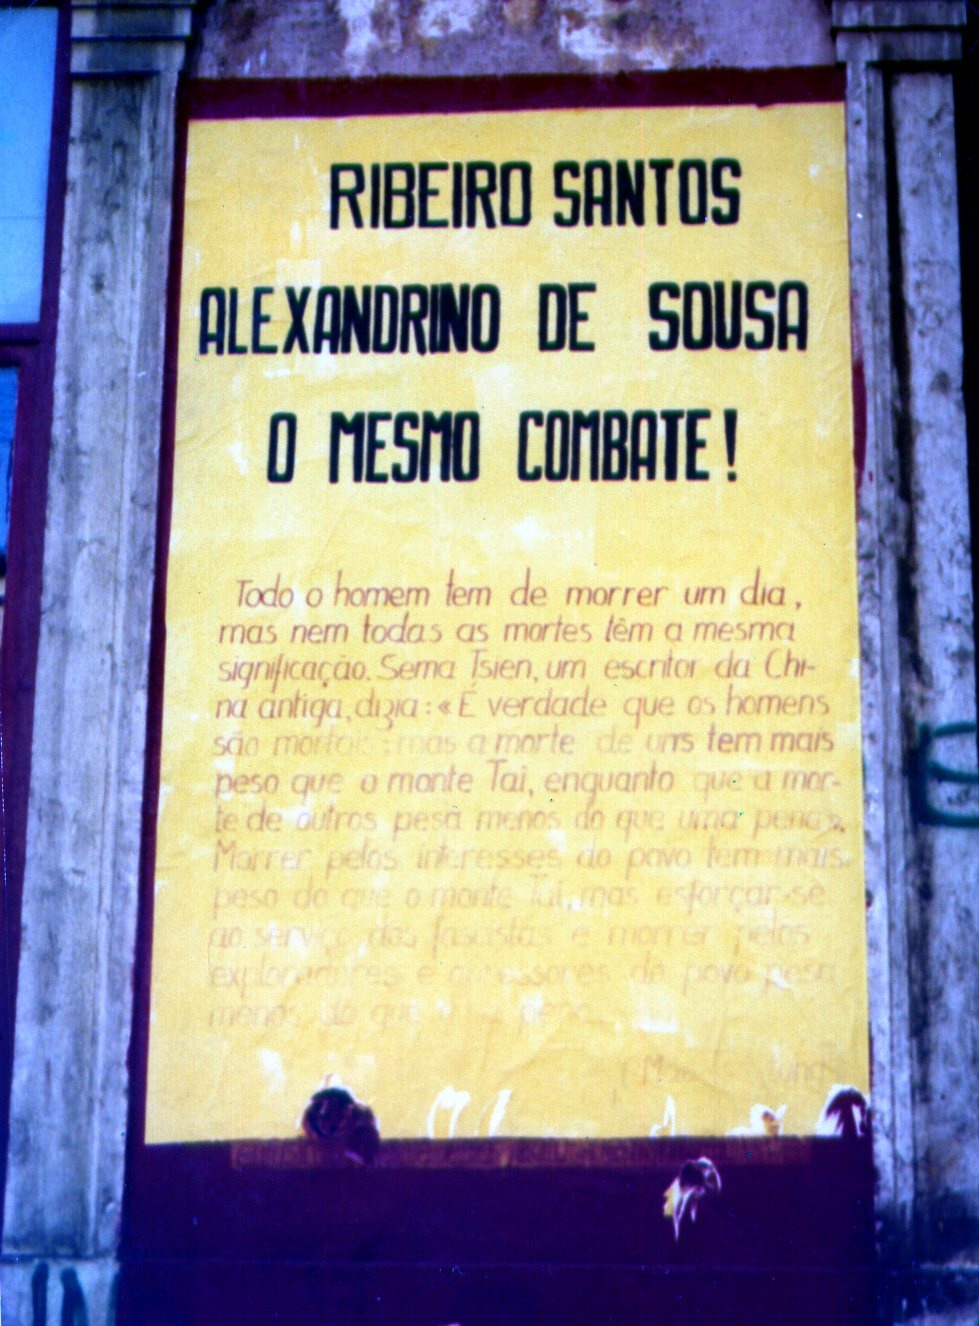 RIBEIRO SANTOS
ALEXANDRINO DE SOUSA
O MESMO COMBATE!
Todo o homem tem de morrer um dia,
mas nem todas as mortes têm a mesma
significação. Sema Tsien, um escritor da Chi-
na antiga, dizia: «É verdade que os homens
são mortais: mas a morte de uns tem mais
peso que o monte Tai, enquanto que a mor-
te de outros pesa menos do que uma pena».
Morrer pelos interesses do povo tem mais
peso do que o monte Tai, mas esforçar-se
ao serviço dos fascistas e morrer pelos
exploradores e opressores do povo pesa
menos do que pena